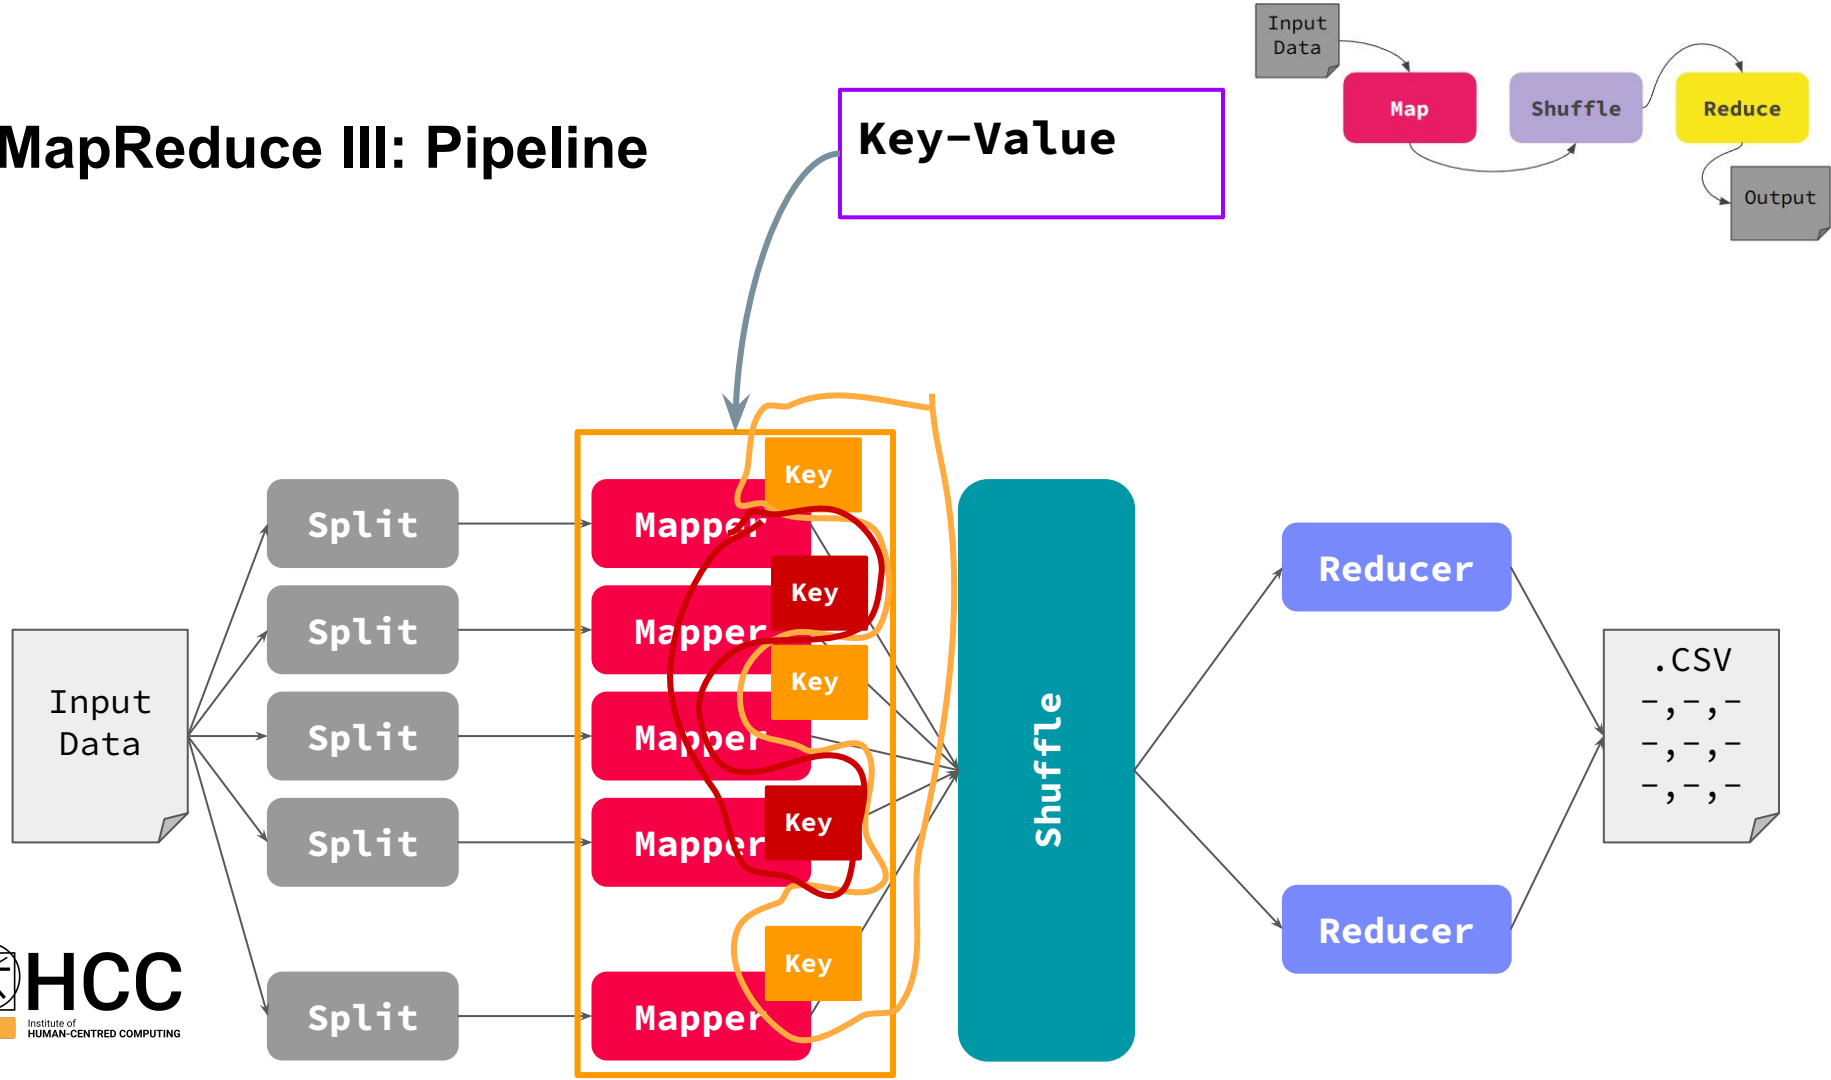 MapReduce III: Pipeline
Key-Value
Input
Data
Map
Shuffle
Reduce
Output
Input
Data
Split
Split
Split
Split
Split
Mapper
Mapper
Mapper
Mapper
Mapper
Key
Key
Key
Key
Key
Shuffle
Reducer
Reducer
.CSV
-,-,-
-,-,-
-,-,-
HCC
Institute of
HUMAN-CENTRED COMPUTING